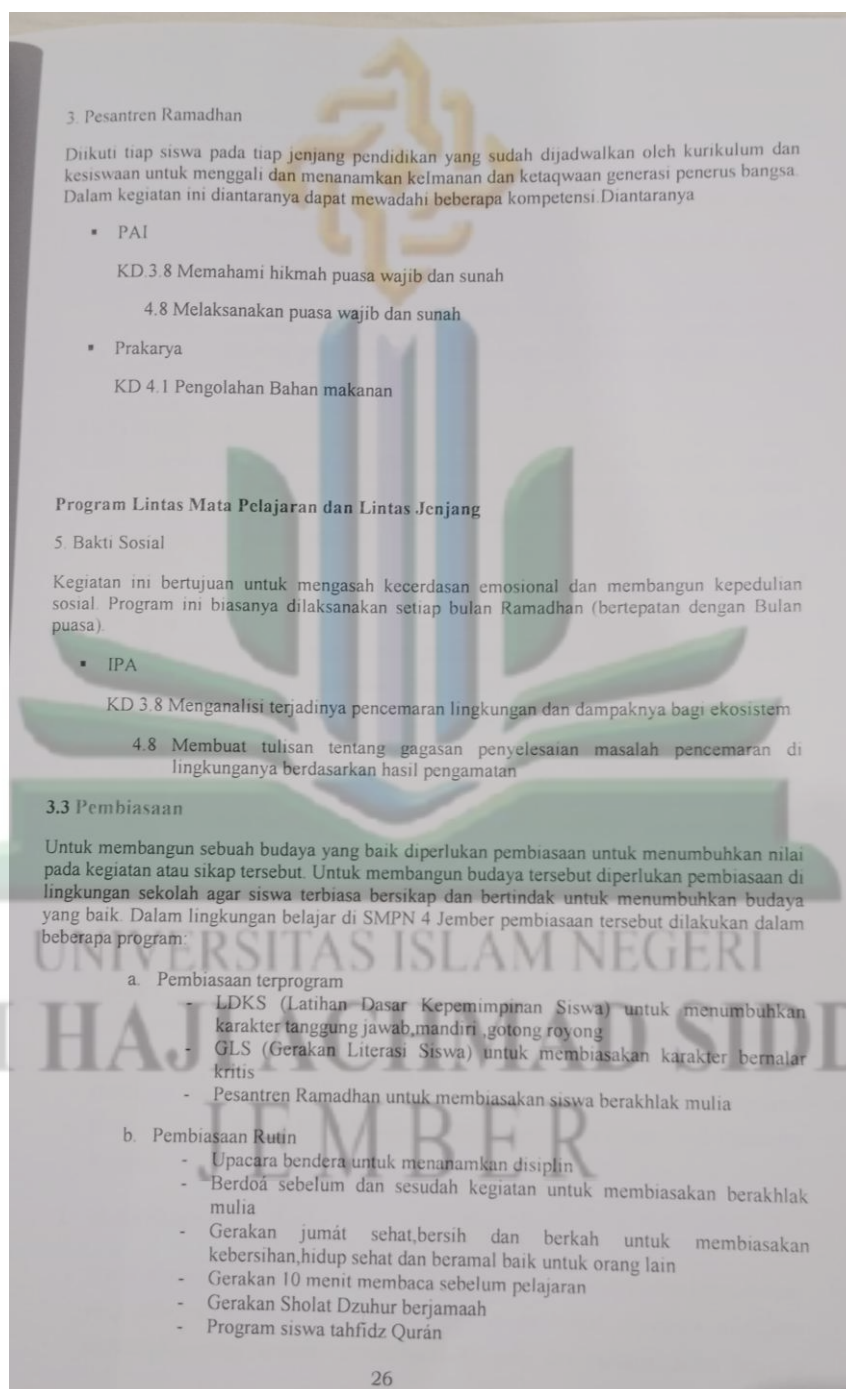 3. Pesantren Ramadhan
Diikuti tiap siswa pada tiap jenjang pendidikan yang sudah dijadwalkan oleh kurikulum dan
kesiswaan untuk menggali dan menanamkan keImanan dan ketaqwaan generasi penerus bangsa.
Dalam kegiatan ini diantaranya dapat mewadahi beberapa kompetensi.Diantaranya
▪ PAI
KD.3.8 Memahami hikmah puasa wajib dan sunah
4.8 Melaksanakan puasa wajib dan sunah
▪ Prakarya
KD 4.1 Pengolahan Bahan makanan
Program Lintas Mata Pelajaran dan Lintas Jenjang
5. Bakti Sosial
Kegiatan ini bertujuan untuk mengasah kecerdasan emosional dan membangun kepedulian
sosial. Program ini biasanya dilaksanakan setiap bulan Ramadhan (bertepatan dengan Bulan
puasa).
▪ IPA
KD 3.8 Menganalisi terjadinya pencemaran lingkungan dan dampaknya bagi ekosistem
4.8 Membuat tulisan tentang gagasan penyelesaian masalah pencemaran di
lingkunganya berdasarkan hasil pengamatan
3.3 Pembiasaan
Untuk membangun sebuah budaya yang baik diperlukan pembiasaan untuk menumbuhkan nilai
pada kegiatan atau sikap tersebut. Untuk membangun budaya tersebut diperlukan pembiasaan di
lingkungan sekolah agar siswa terbiasa bersikap dan bertindak untuk menumbuhkan budaya
yang baik. Dalam lingkungan belajar di SMPN 4 Jember pembiasaan tersebut dilakukan dalam
beberapa program:
UNIVERSITAS ISLAM NEGERI
a. Pembiasaan terprogram
- LDKS (Latihan Dasar Kepemimpinan Siswa) untuk menumbuhkan
karakter tanggung jawab,mandiri ,gotong royong
HAJI ACHMAD SIDD
- GLS (Gerakan Literasi Siswa) untuk membiasakan karakter bernalar
kritis
- Pesantren Ramadhan untuk membiasakan siswa berakhlak mulia
JEMBER
b. Pembiasaan Rutin
- Upacara bendera untuk menanamkan disiplin
- Berdoá sebelum dan sesudah kegiatan untuk membiasakan berakhlak
mulia
- Gerakan jumát sehat,bersih dan berkah untuk membiasakan
kebersihan,hidup sehat dan beramal baik untuk orang lain
- Gerakan 10 menit membaca sebelum pelajaran
- Gerakan Sholat Dzuhur berjamaah
- Program siswa tahfidz Qurán
26